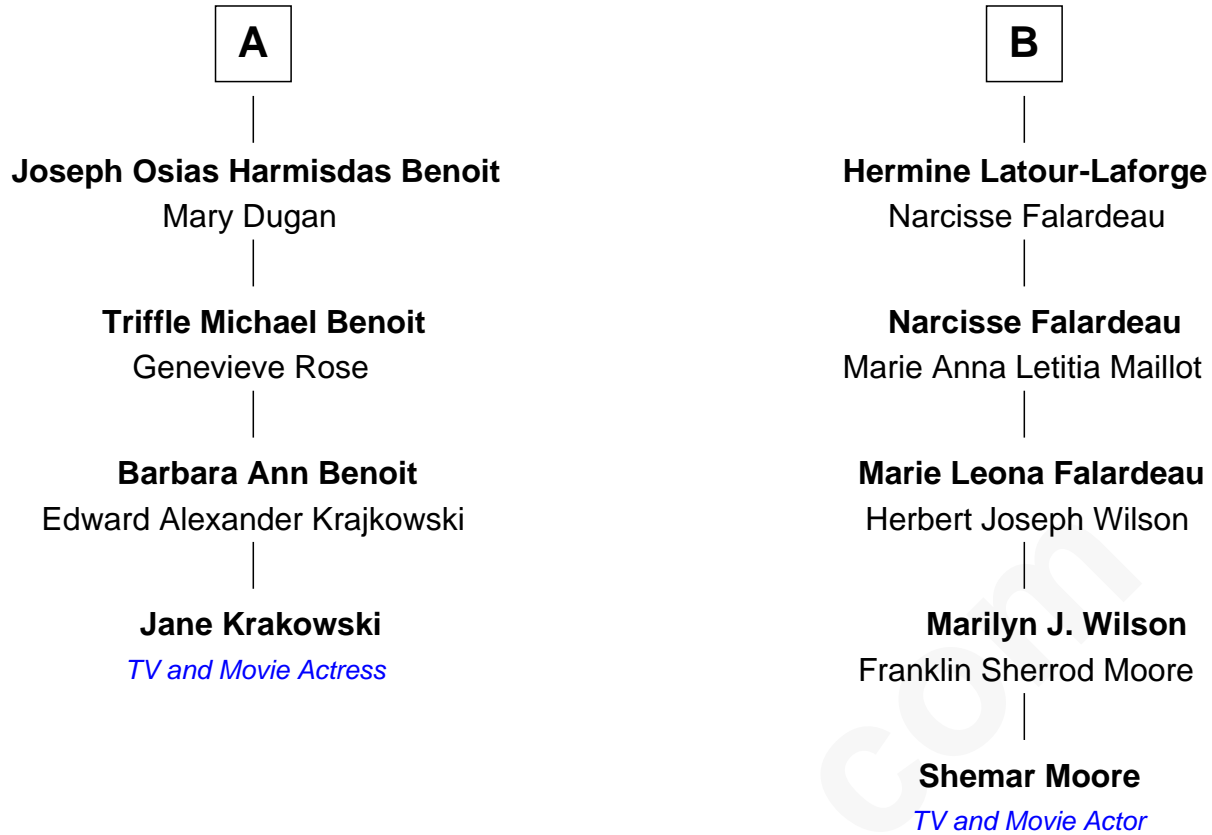 A
Joseph Osias Harmisdas Benoit
Mary Dugan
Triffle Michael Benoit
Genevieve Rose
Barbara Ann Benoit
Edward Alexander Krajkowski
Jane Krakowski
TV and Movie Actress
B
Hermine Latour-Laforge
Narcisse Falardeau
Narcisse Falardeau
Marie Anna Letitia Maillot
Marie Leona Falardeau
Herbert Joseph Wilson
Marilyn J. Wilson
Franklin Sherrod Moore
Shemar Moore
TV and Movie Actor
com